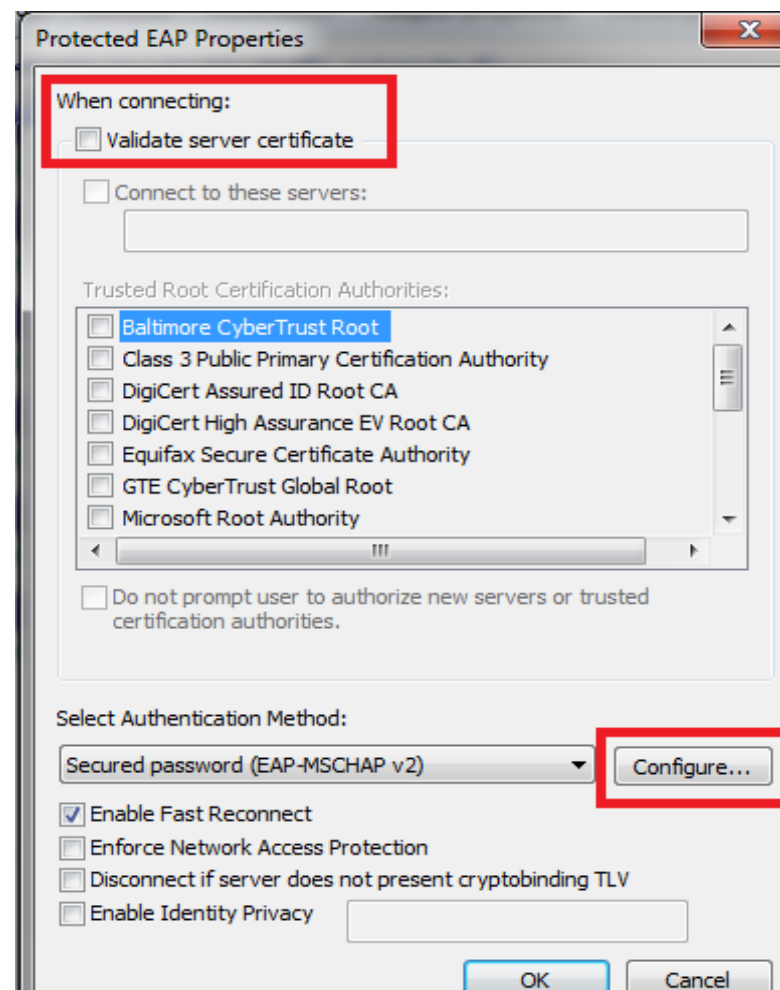 Protected EAP Properties
When connecting:
Validate server certificate
Connect to these servers:
Trusted Root Certification Authorities:
Baltimore CyberTrust Root
Class 3 Public Primary Certification Authority
DigiCert Assured ID Root CA
DigiCert High Assurance EV Root CA
Equifax Secure Certificate Authority
GTE CyberTrust Global Root
Microsoft Root Authority
Do not prompt user to authorize new servers or trusted
certification authorities.
Select Authentication Method:
Secured password (EAP-MSCHAP v2) Configure...
Enable Fast Reconnect
Enforce Network Access Protection
Disconnect if server does not present cryptobinding TLV
Enable Identity Privacy
OK Cancel